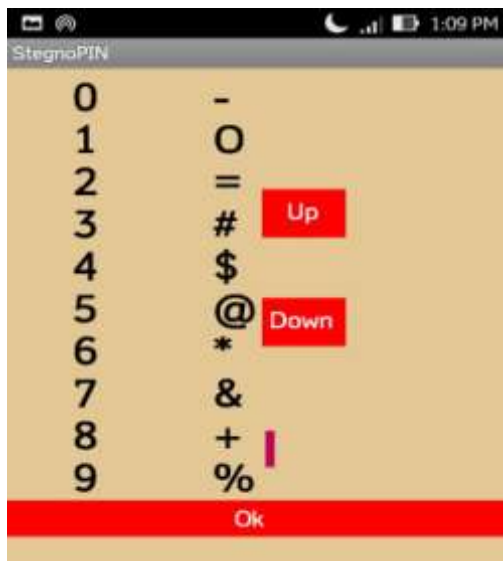 1:09 PM
StegnoPIN
0 -
1 O
2 =
3 #
Up
4 $
5 @
Down
6 *
7 &
8 +
9 %
Ok